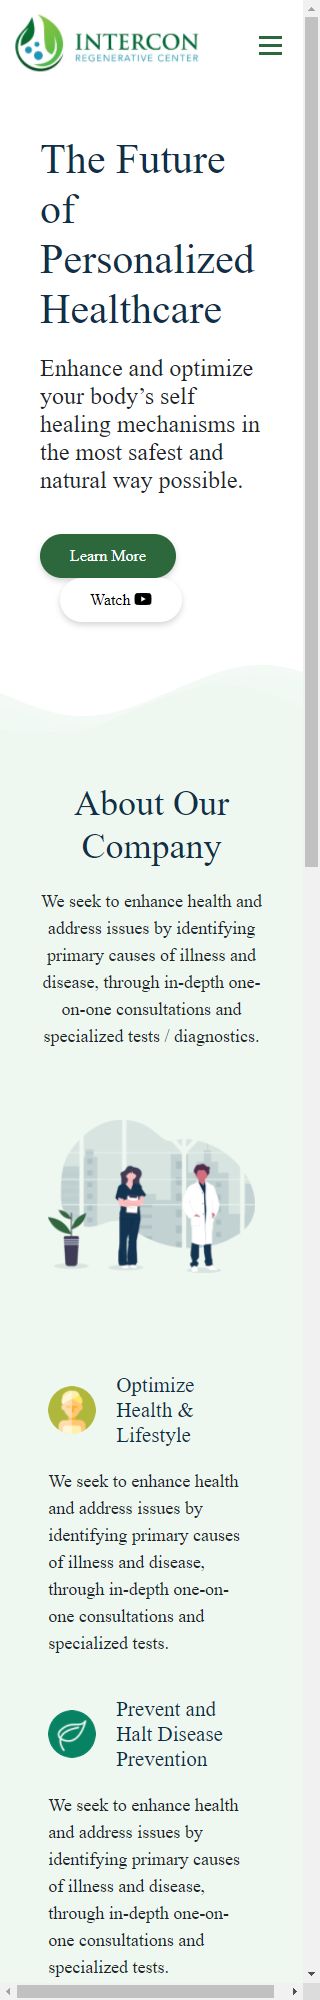 INTERCON
REGENERATIVE CENTER
The Future
of
Personalized
Healthcare
Enhance and optimize
your body’s self
healing mechanisms in
the most safest and
natural way possible.
Learn More
Watch
About Our
Company
We seek to enhance health and
address issues by identifying
primary causes of illness and
disease, through in-depth one-
on-one consultations and
specialized tests / diagnostics.
Optimize
Health &
Lifestyle
We seek to enhance health
and address issues by
identifying primary causes
of illness and disease,
through in-depth one-on-
one consultations and
specialized tests.
Prevent and
Halt Disease
Prevention
We seek to enhance health
and address issues by
identifying primary causes
of illness and disease,
through in-depth one-on-
one consultations and
specialized tests.